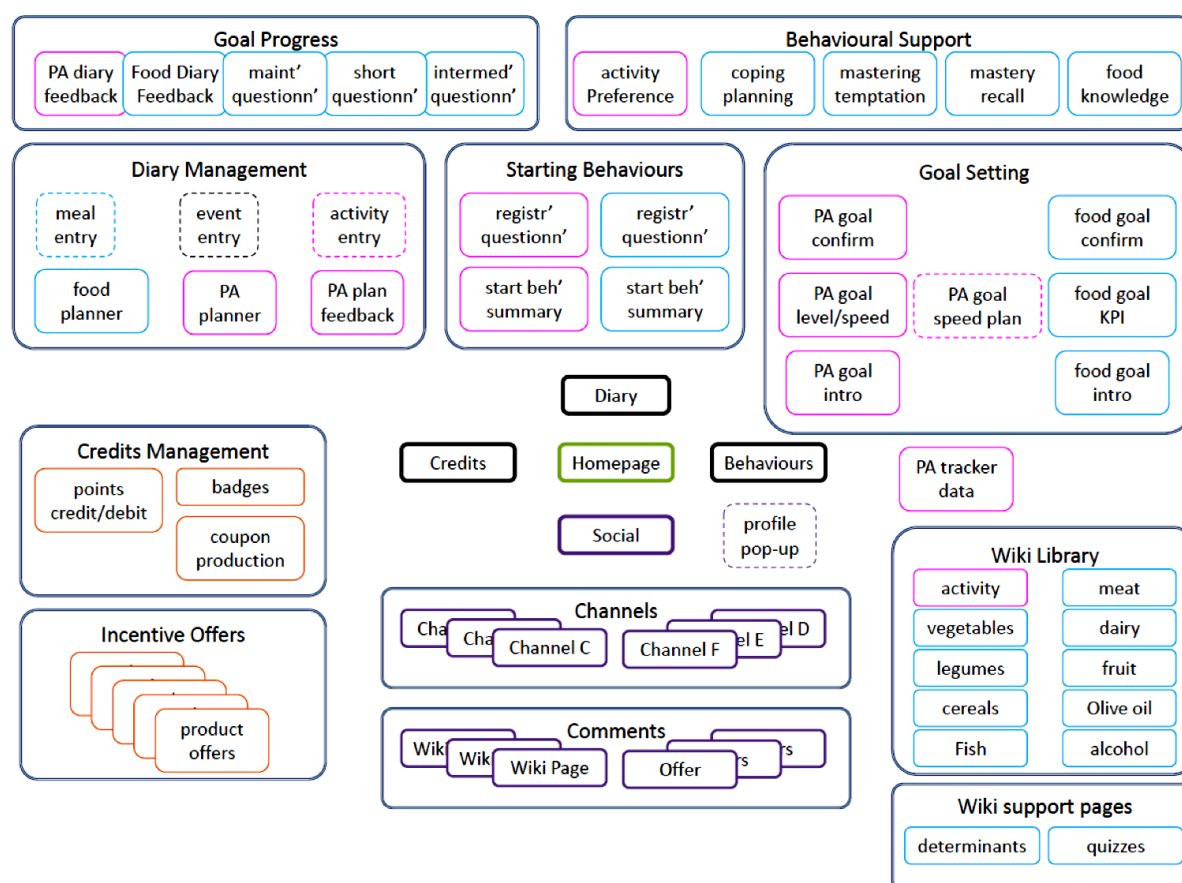 Goal Progress
PA diary
feedback
Food Diary
Feedback
maint’
questionn’
short
questionn’
intermed’
questionn’
Behavioural Support
activity
Preference
coping
planning
mastering
temptation
mastery
recall
food
knowledge
Diary Management
meal
entry
event
entry
activity
entry
food
planner
PA
planner
PA plan
feedback
Starting Behaviours
registr’
questionn’
registr’
questionn’
start beh’
summary
start beh’
summary
Goal Setting
PA goal
confirm
food goal
confirm
PA goal
level/speed
PA goal
speed plan
food goal
KPI
PA goal
intro
food goal
intro
Diary
Credits
Homepage
Behaviours
Social
profile
pop-up
PA tracker
data
Credits Management
points
credit/debit
badges
coupon
production
Incentive Offers
product
offers
Channels
Channel C
Channel F
Comments
Wiki
Wiki Page
Offer
Wiki Library
activity
meat
vegetables
dairy
legumes
fruit
cereals
Olive oil
Fish
alcohol
Wiki support pages
determinants
quizzes